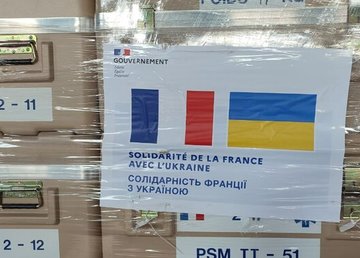 GOUVERNEMENT
Liberté
Égalité
Fraternité
SOLIDARITÉ DE LA FRANCE
AVEC L'UKRAINE
СОЛІДАРНІСТЬ ФРАНЦІЇ
З УКРАЇНОЮ
2 - 11
2 - 12
PSM II - 51